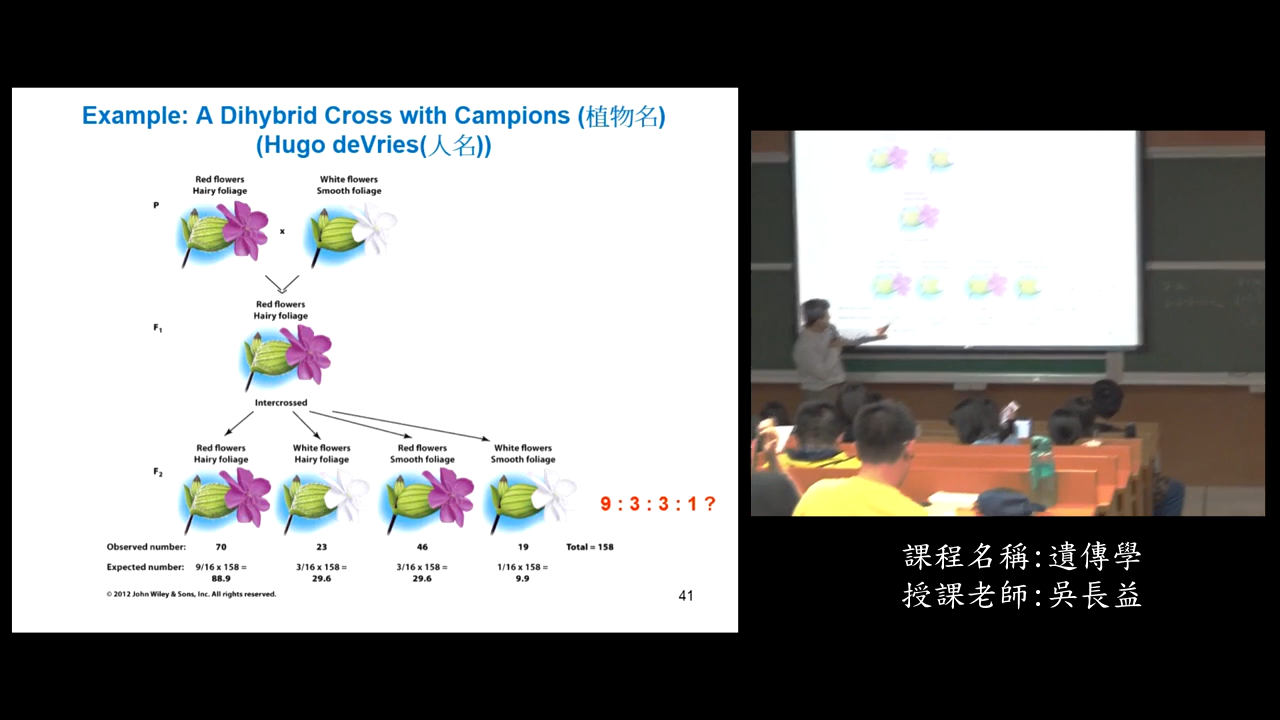 Example: A Dihybrid Cross with Campions (植物名)
(Hugo deVries(人名))
Red flowers
Hairy foliage
White flowers
Smooth foliage
P
x
Red flowers
Hairy foliage
F1
Intercrossed
Red flowers
Hairy foliage
White flowers
Hairy foliage
Red flowers
Smooth foliage
White flowers
Smooth foliage
F2
9 : 3 : 3 : 1 ?
Observed number: 70 23 46 19 Total = 158
Expected number: 9/16 x 158 = 3/16 x 158 = 3/16 x 158 = 1/16 x 158 =
88.9 29.6 29.6 9.9
© 2012 John Wiley & Sons, Inc. All rights reserved.
41
課程名稱:遺傳學
授課老師:吳長益